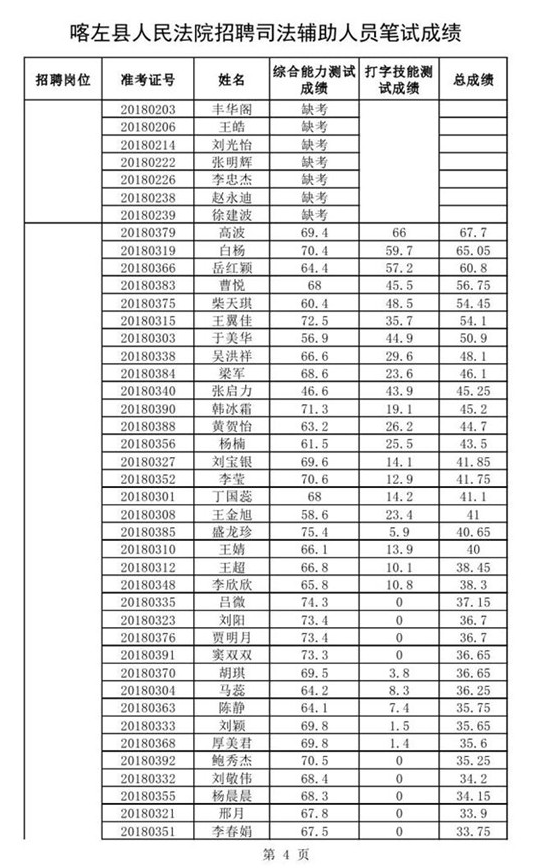 喀左县人民法院招聘司法辅助人员笔试成绩
招聘岗位 准考证号 姓名 综合能力测试成绩 打字技能测试成绩 总成绩
20180203 丰华阁 缺考
20180206 王皓 缺考
20180214 刘光怡 缺考
20180222 张明辉 缺考
20180226 李忠杰 缺考
20180238 赵永迪 缺考
20180239 徐建波 缺考
20180379 高波 69.4 66 67.7
20180319 白杨 70.4 59.7 65.05
20180366 岳红颖 64.4 57.2 60.8
20180383 曹悦 68 45.5 56.75
20180375 柴天琪 60.4 48.5 54.45
20180315 王翼佳 72.5 35.7 54.1
20180303 于美华 56.9 44.9 50.9
20180338 吴洪祥 66.6 29.6 48.1
20180384 梁军 68.6 23.6 46.1
20180340 张启力 46.6 43.9 45.25
20180390 韩冰霜 71.3 19.1 45.2
20180388 黄贺怡 63.2 26.2 44.7
20180356 杨楠 61.5 25.5 43.5
20180327 刘宝银 69.6 14.1 41.85
20180352 李莹 70.6 12.9 41.75
20180301 丁国蕊 68 14.2 41.1
20180308 王金旭 58.6 23.4 41
20180385 盛龙珍 75.4 5.9 40.65
20180310 王婧 66.1 13.9 40
20180312 王超 66.8 10.1 38.45
20180348 李欣欣 65.8 10.8 38.3
20180335 吕微 74.3 0 37.15
20180323 刘阳 73.4 0 36.7
20180376 贾明月 73.4 0 36.7
20180391 窦双双 73.3 0 36.65
20180370 胡琪 69.5 3.8 36.65
20180304 马蕊 64.2 8.3 36.25
20180363 陈静 64.1 7.4 35.75
20180333 刘颖 69.8 1.5 35.65
20180368 厚美君 69.8 1.4 35.6
20180392 鲍秀杰 70.5 0 35.25
20180332 刘敬伟 68.4 0 34.2
20180355 杨晨晨 68.3 0 34.15
20180321 邢月 67.8 0 33.9
20180351 李春娟 67.5 0 33.75
第 4 页